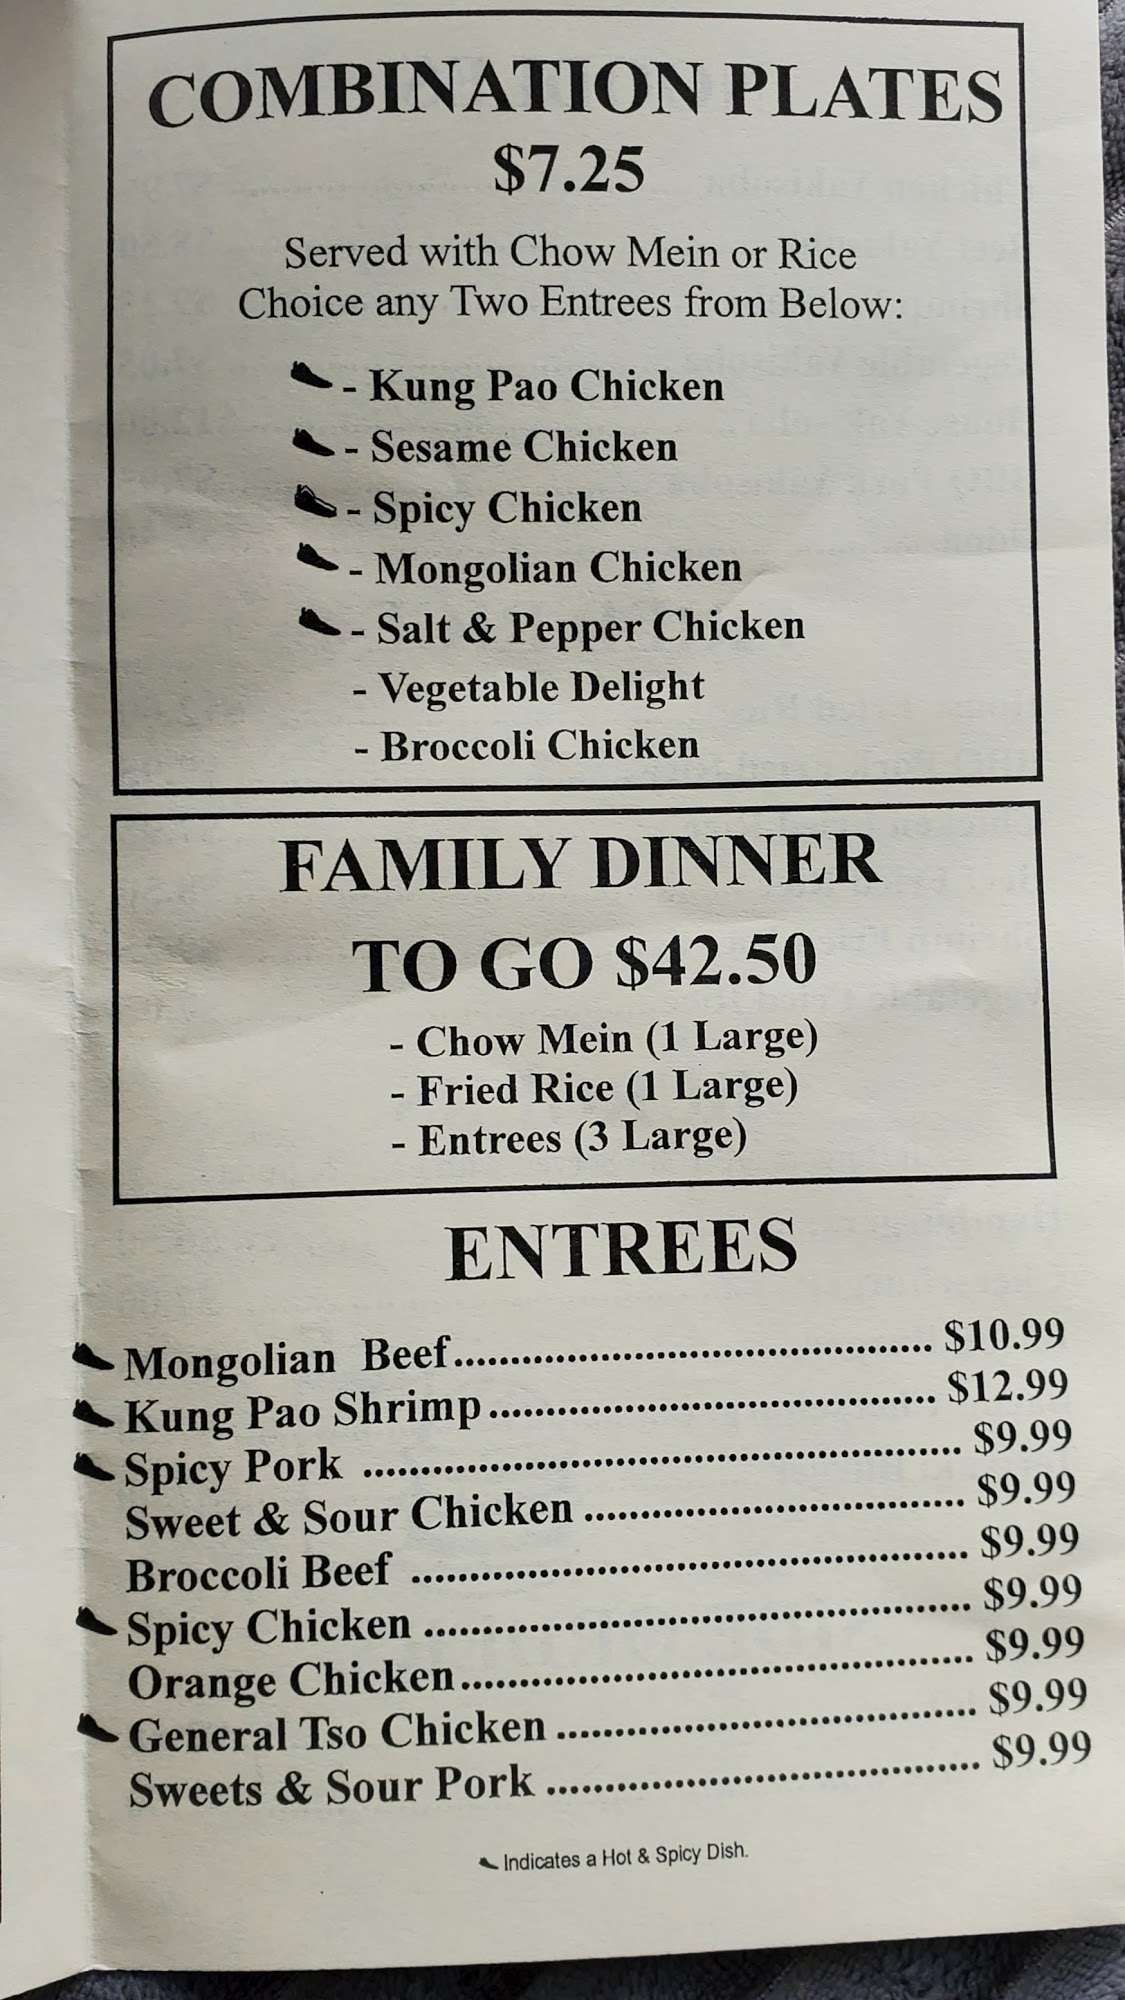 COMBINATION PLATES
$7.25
Served with Chow Mein or Rice
Choice any Two Entrees from Below:
- Kung Pao Chicken
- Sesame Chicken
- Spicy Chicken
- Mongolian Chicken
- Salt & Pepper Chicken
- Vegetable Delight
- Broccoli Chicken
FAMILY DINNER
TO GO $42.50
- Chow Mein (1 Large)
- Fried Rice (1 Large)
- Entrees (3 Large)
ENTREES
Mongolian Beef.......................................... $10.99
Kung Pao Shrimp....................................... $12.99
Spicy Pork .................................................... $9.99
Sweet & Sour Chicken ................................. $9.99
Broccoli Beef ................................................ $9.99
Spicy Chicken ............................................... $9.99
Orange Chicken............................................. $9.99
General Tso Chicken ..................................... $9.99
Sweets & Sour Pork ...................................... $9.99
Indicates a Hot & Spicy Dish.